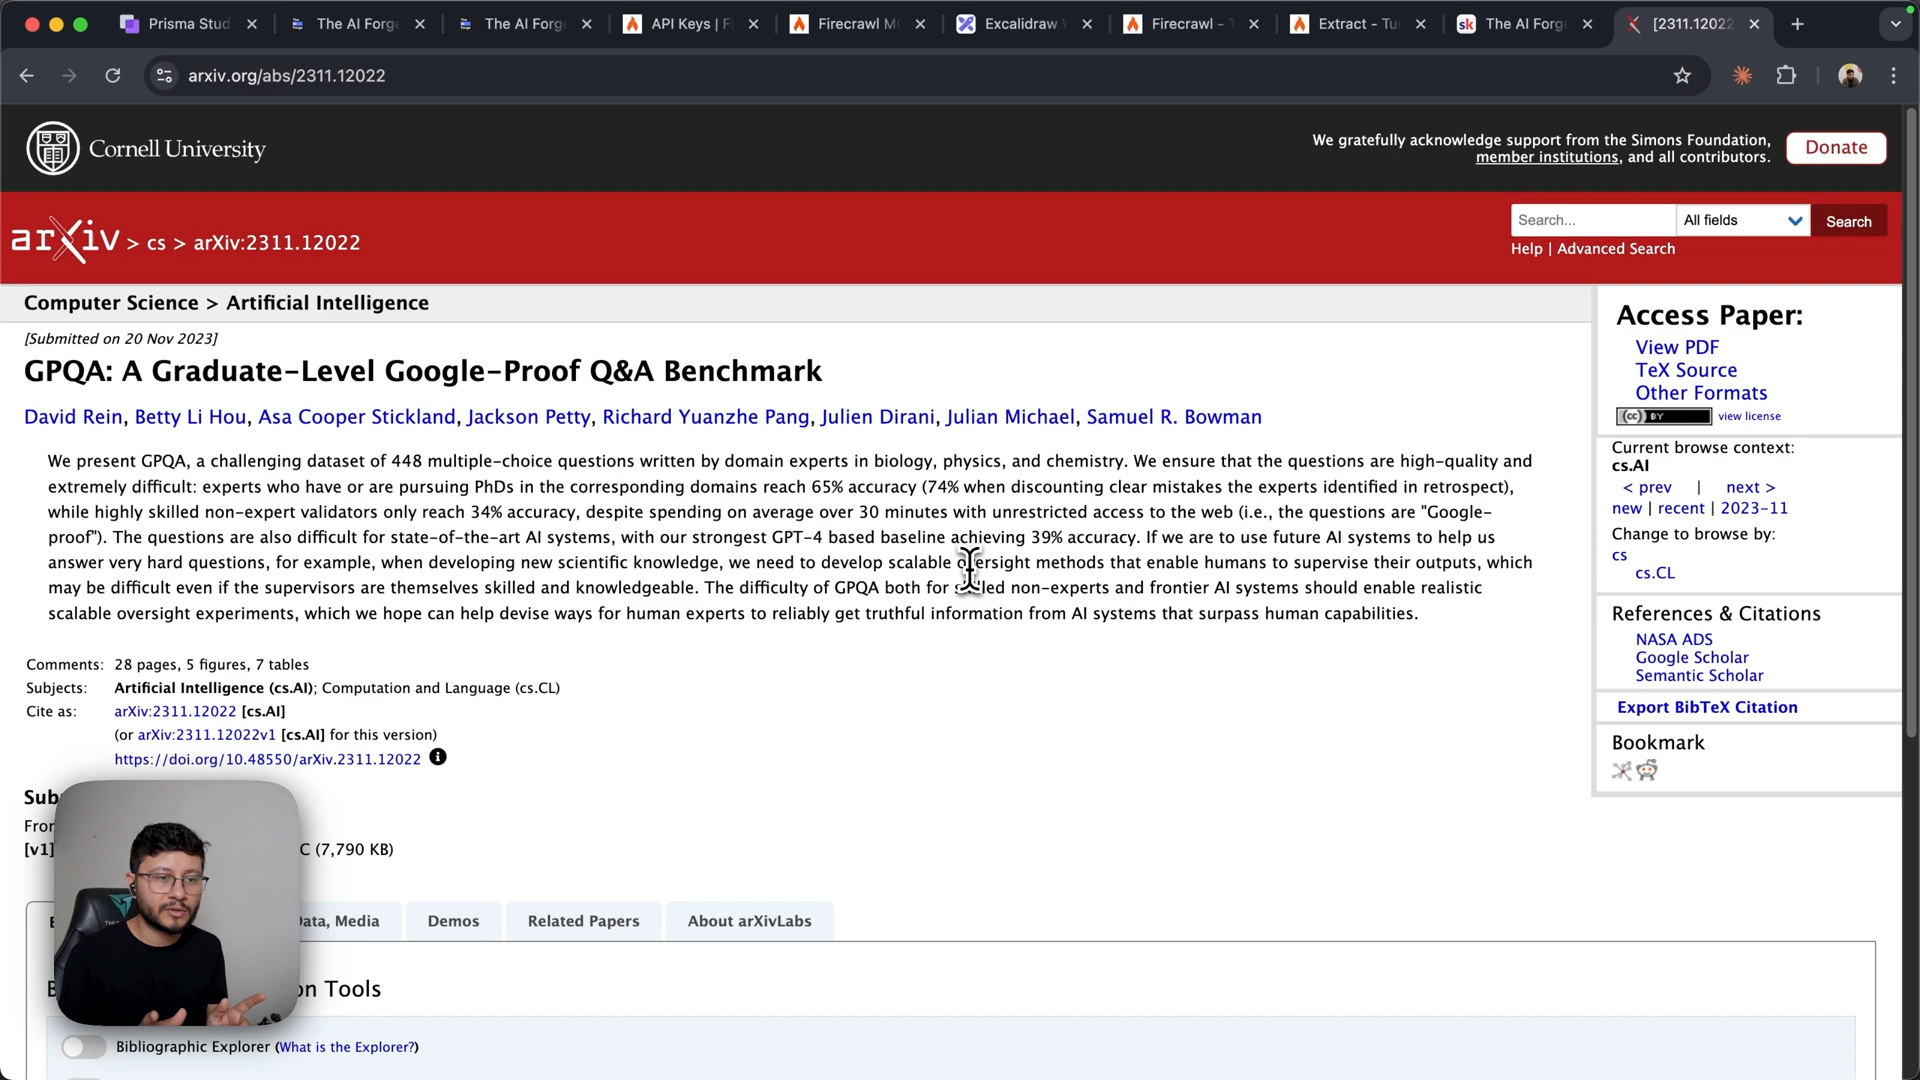 Prisma Stud
The AI Forge
The AI Forge
API Keys | Fi
Firecrawl M
Excalidraw
Firecrawl -
Extract - Tu
The AI Forge
[2311.12022
arxiv.org/abs/2311.12022
Cornell University
We gratefully acknowledge support from the Simons Foundation,
member institutions, and all contributors.
Donate
arXiv > cs > arXiv:2311.12022
Search...
All fields
Search
Help | Advanced Search
Computer Science > Artificial Intelligence
[Submitted on 20 Nov 2023]
GPQA: A Graduate-Level Google-Proof Q&A Benchmark
David Rein, Betty Li Hou, Asa Cooper Stickland, Jackson Petty, Richard Yuanzhe Pang, Julien Dirani, Julian Michael, Samuel R. Bowman
We present GPQA, a challenging dataset of 448 multiple-choice questions written by domain experts in biology, physics, and chemistry. We ensure that the questions are high-quality and
extremely difficult: experts who have or are pursuing PhDs in the corresponding domains reach 65% accuracy (74% when discounting clear mistakes the experts identified in retrospect),
while highly skilled non-expert validators only reach 34% accuracy, despite spending on average over 30 minutes with unrestricted access to the web (i.e., the questions are "Google-
proof"). The questions are also difficult for state-of-the-art AI systems, with our strongest GPT-4 based baseline achieving 39% accuracy. If we are to use future AI systems to help us
answer very hard questions, for example, when developing new scientific knowledge, we need to develop scalable oversight methods that enable humans to supervise their outputs, which
may be difficult even if the supervisors are themselves skilled and knowledgeable. The difficulty of GPQA both for skilled non-experts and frontier AI systems should enable realistic
scalable oversight experiments, which we hope can help devise ways for human experts to reliably get truthful information from AI systems that surpass human capabilities.
Comments: 28 pages, 5 figures, 7 tables
Subjects: Artificial Intelligence (cs.AI); Computation and Language (cs.CL)
Cite as: arXiv:2311.12022 [cs.AI]
(or arXiv:2311.12022v1 [cs.AI] for this version)
https://doi.org/10.48550/arXiv.2311.12022
Sub
Fror
[v1] C (7,790 KB)
Data, Media
Demos
Related Papers
About arXivLabs
B on Tools
Bibliographic Explorer (What is the Explorer?)
Access Paper:
View PDF
TeX Source
Other Formats
(cc) BY view license
Current browse context:
cs.AI
< prev | next >
new | recent | 2023-11
Change to browse by:
cs
cs.CL
References & Citations
NASA ADS
Google Scholar
Semantic Scholar
Export BibTeX Citation
Bookmark